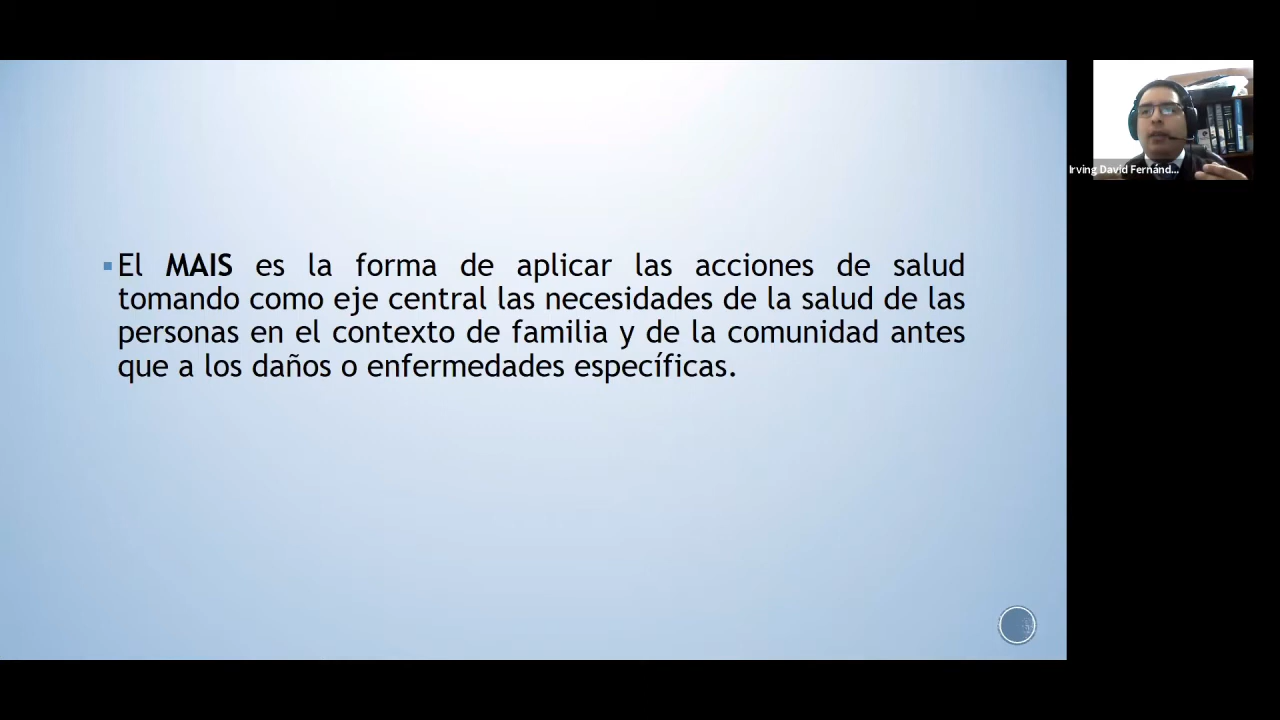 El MAIS es la forma de aplicar las acciones de salud
tomando como eje central las necesidades de la salud de las
personas en el contexto de familia y de la comunidad antes
que a los daños o enfermedades específicas.
Irving David Fernánd...